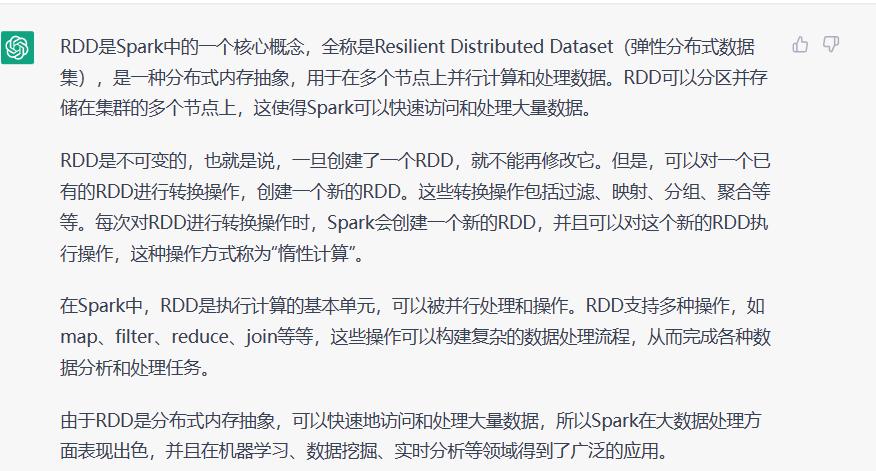 RDD是Spark中的一个核心概念，全称是Resilient Distributed Dataset（弹性分布式数据
集），是一种分布式内存抽象，用于在多个节点上并行计算和处理数据。RDD可以分区并存
储在集群的多个节点上，这使得Spark可以快速访问和处理大量数据。
RDD是不可变的，也就是说，一旦创建了一个RDD，就不能再修改它。但是，可以对一个已
有的RDD进行转换操作，创建一个新的RDD。这些转换操作包括过滤、映射、分组、聚合等
等。每次对RDD进行转换操作时，Spark会创建一个新的RDD，并且可以对这个新的RDD执
行操作，这种操作方式称为“惰性计算”。
在Spark中，RDD是执行计算的基本单元，可以被并行处理和操作。RDD支持多种操作，如
map、filter、reduce、join等等，这些操作可以构建复杂的数据处理流程，从而完成各种数
据分析和处理任务。
由于RDD是分布式内存抽象，可以快速地访问和处理大量数据，所以Spark在大数据处理方
面表现出色，并且在机器学习、数据挖掘、实时分析等领域得到了广泛的应用。